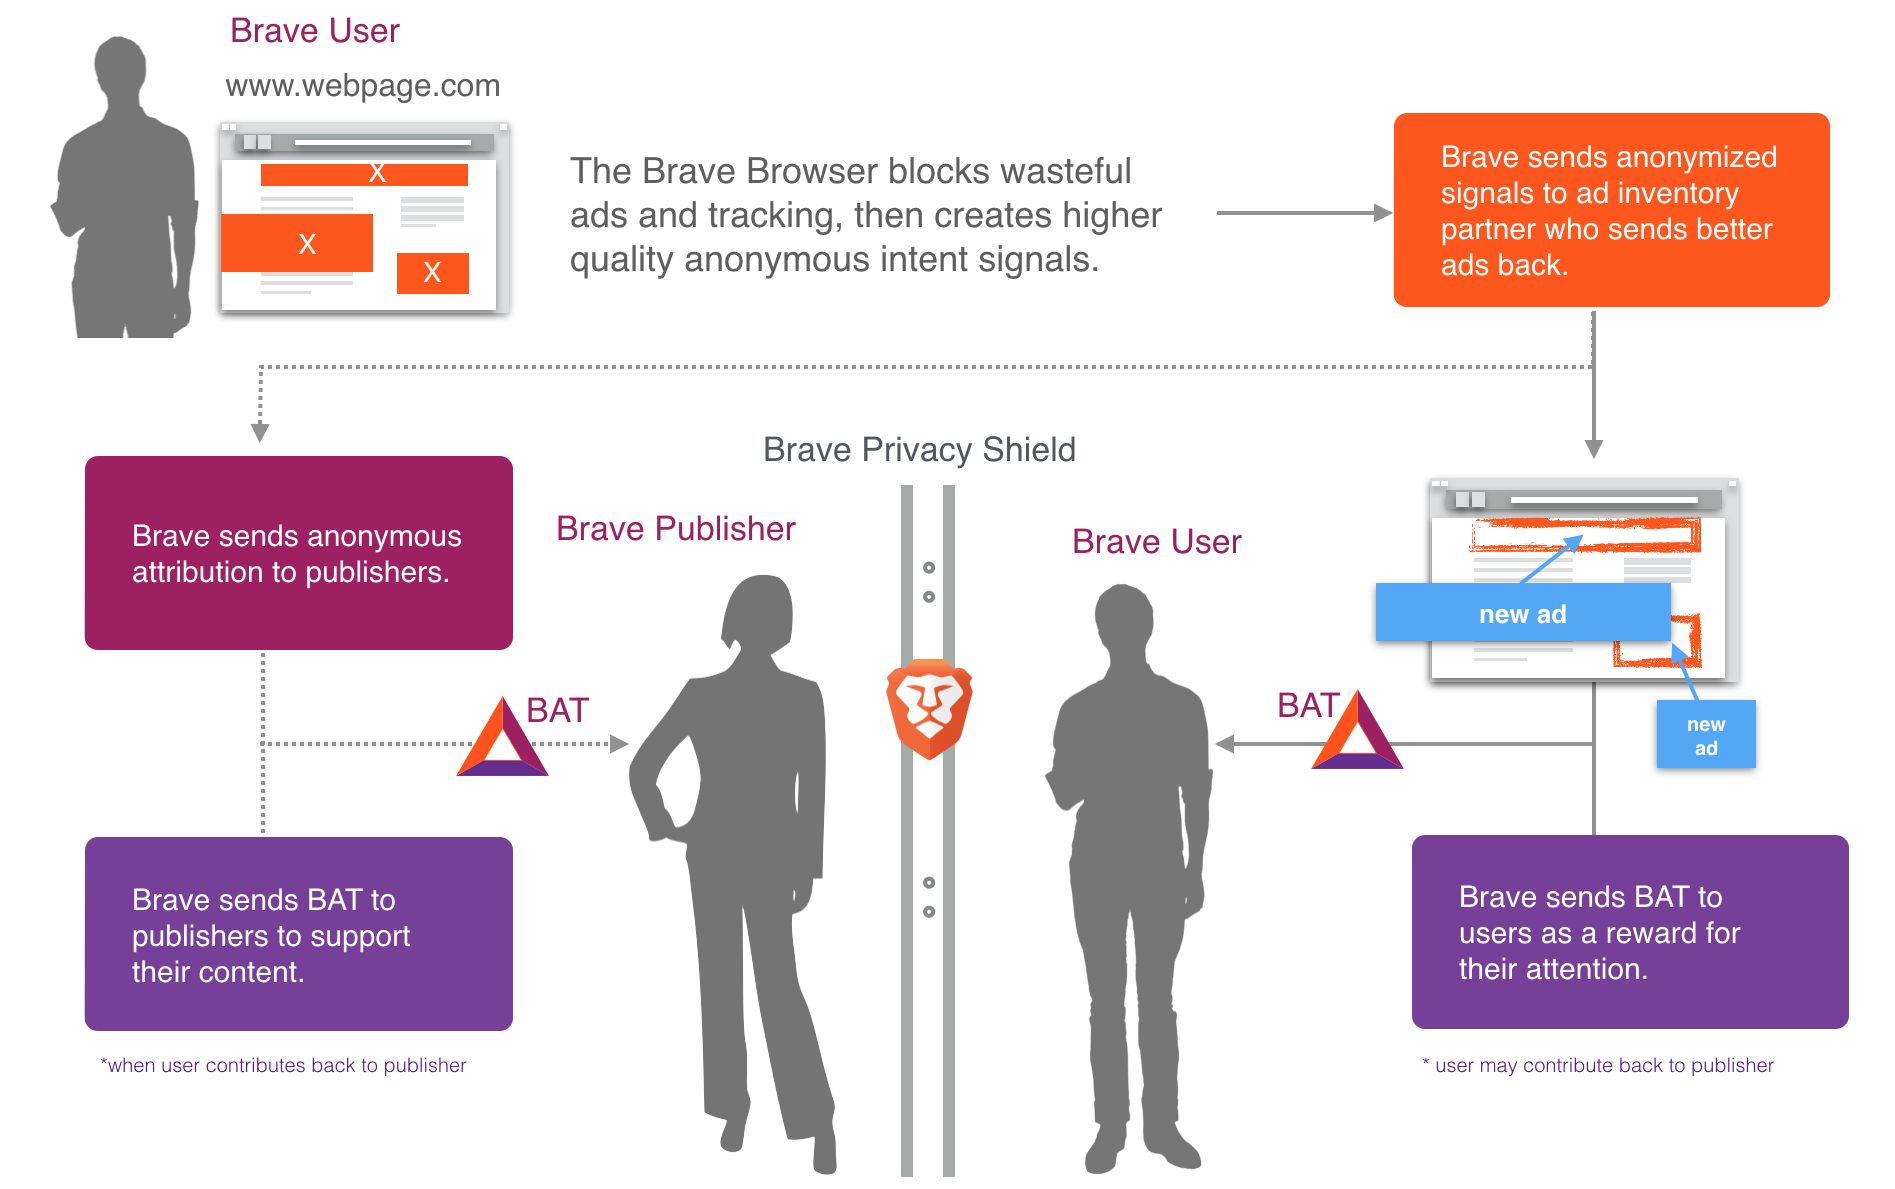 Brave User
www.webpage.com
X
X
X
The Brave Browser blocks wasteful
ads and tracking, then creates higher
quality anonymous intent signals.
Brave sends anonymized
signals to ad inventory
partner who sends better
ads back.
Brave sends anonymous
attribution to publishers.
Brave Privacy Shield
Brave Publisher
Brave User
new ad
new
ad
BAT
BAT
Brave sends BAT to
publishers to support
their content.
*when user contributes back to publisher
Brave sends BAT to
users as a reward for
their attention.
* user may contribute back to publisher